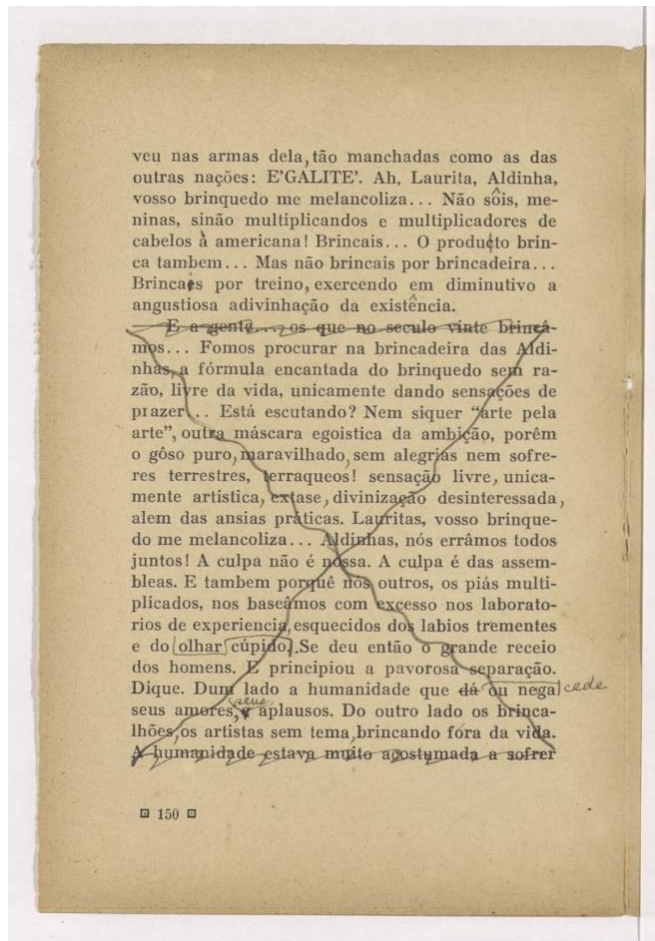 veu nas armas dela, tão manchadas como as das
outras nações: E'GALITE'. Ah, Laurita, Aldinha,
vosso brinquedo me melancoliza... Não sôis, me-
ninas, sinão multiplicandos e multiplicadores de
cabelos à americana! Brincais... O producto brin-
ca tambem... Mas não brincais por brincadeira...
Brincaes por treino, exercendo em diminutivo a
angustiosa adivinhação da existência.
E a gente... os que no seculo vinte brincâ-
mos... Fomos procurar na brincadeira das Aldi-
nhas, a fórmula encantada do brinquedo sem ra-
zão, livre da vida, unicamente dando sensações de
prazer... Está escutando? Nem siquer "arte pela
arte", outra máscara egoistica da ambição, porêm
o gôso puro, maravilhado, sem alegrias nem sofre-
res terrestres, terraqueos! sensação livre, unica-
mente artistica, extase, divinização desinteressada,
alem das ansias práticas. Lauritas, vosso brinque-
do me melancoliza... Aldinhas, nós errâmos todos
juntos! A culpa não é nossa. A culpa é das assem-
bleas. E tambem porquê nós outros, os piás multi-
plicados, nos baseâmos com excesso nos laborato-
rios de experiencia, esquecidos dos labios trementes
e do olhar cúpido. Se deu então o grande receio
dos homens. E principiou a pavorosa separação.
Dique. Dum lado a humanidade que dá ou nega cede
seus
seus amores, e aplausos. Do outro lado os brinca-
lhões, os artistas sem tema, brincando fóra da vida.
A humanidade estava muito acostumada a sofrer
150